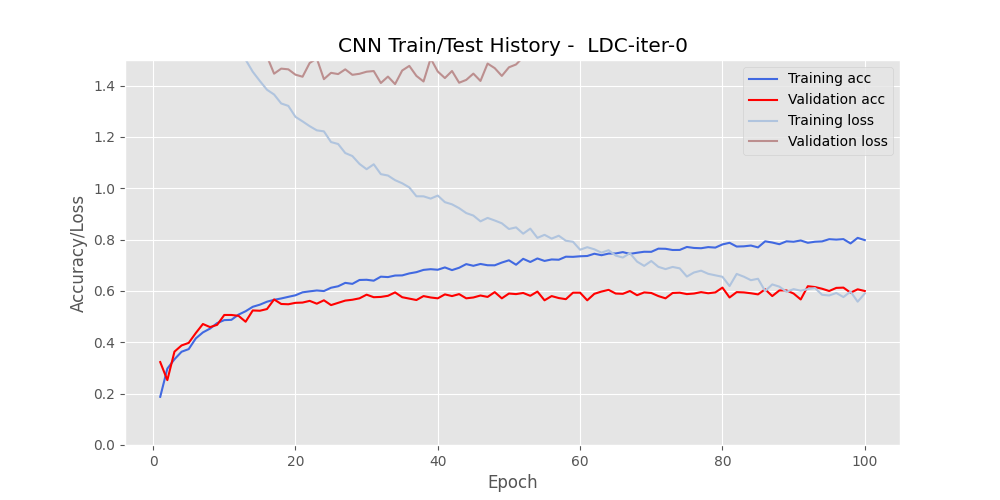 CNN Train/Test History -  LDC-iter-0
Training acc
Validation acc
Training loss
Validation loss
Accuracy/Loss
1.4
1.2
1.0
0.8
0.6
0.4
0.2
0.0
0 20 40 60 80 100
Epoch